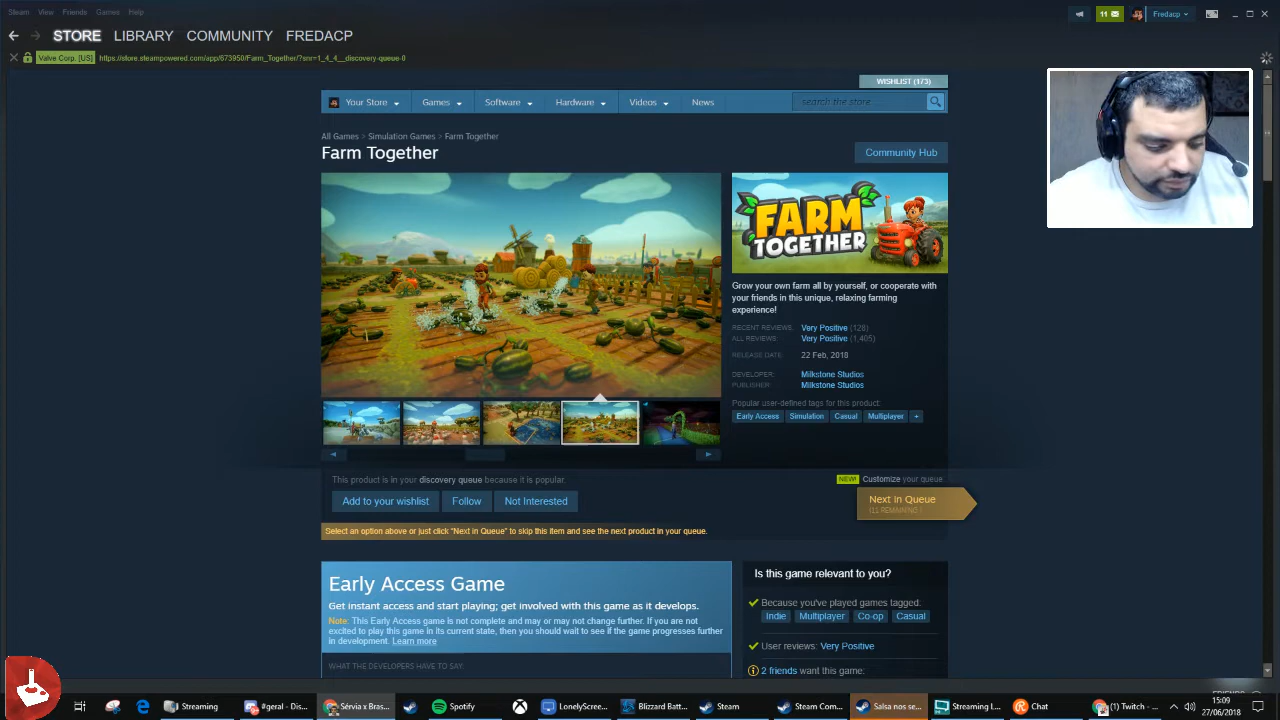 Steam View Friends Games Help
11
Fredacp
STORE LIBRARY COMMUNITY FREDACP
Valve Corp. [US] https://store.steampowered.com/app/673950/Farm_Together/?snr=1_4_4__discovery-queue-0
WISHLIST (173)
Your Store Games Software Hardware Videos News
search the store
All Games > Simulation Games > Farm Together
Farm Together
Community Hub
FARM
TOGETHER
Grow your own farm all by yourself, or cooperate with
your friends in this unique, relaxing farming
experience!
RECENT REVIEWS: Very Positive (128)
ALL REVIEWS: Very Positive (1,405)
RELEASE DATE: 22 Feb, 2018
DEVELOPER: Milkstone Studios
PUBLISHER: Milkstone Studios
Popular user-defined tags for this product:
Early Access Simulation Casual Multiplayer +
This product is in your discovery queue because it is popular.
NEW! Customize your queue
Add to your wishlist Follow Not Interested
Next in Queue
(11 REMAINING)
Select an option above or just click "Next in Queue" to skip this item and see the next product in your queue.
Early Access Game
Get instant access and start playing; get involved with this game as it develops.
Note: This Early Access game is not complete and may or may not change further. If you are
not excited to play this game in its current state, then you should wait to see if the game progresses further
in development. Learn more
WHAT THE DEVELOPERS HAVE TO SAY:
Is this game relevant to you?
Because you've played games tagged:
Indie Multiplayer Co-op Casual
User reviews: Very Positive
2 friends want this game:
Streaming
#geral - Disc...
Sérvia x Bras...
Spotify
LonelyScree...
Blizzard Batt...
Steam
Steam Com...
Salsa nos se...
Streaming L...
Chat
(1) Twitch - ...
15:09
27/06/2018